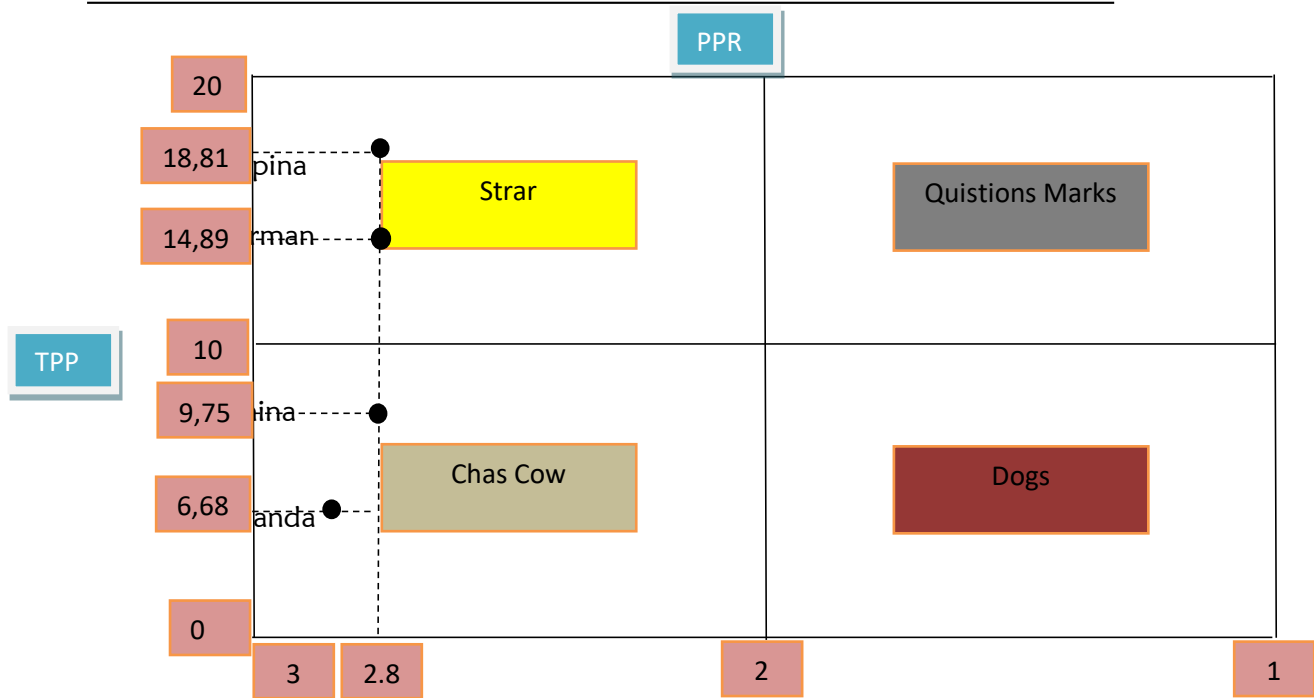 PPR
20
18,81 pina
Strar
Quistions Marks
14,89 rman
10
TPP
9,75 ina
Chas Cow
Dogs
6,68 anda
0
3 2.8 2 1